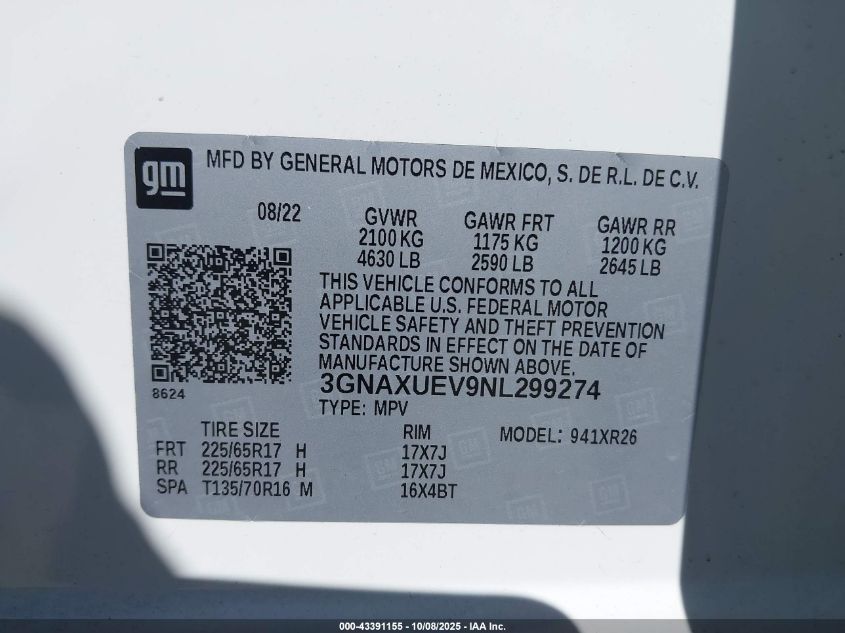 gm MFD BY GENERAL MOTORS DE MEXICO, S. DE R.L. DE C.V.
08/22 GVWR GAWR FRT GAWR RR
2100 KG 1175 KG 1200 KG
4630 LB 2590 LB 2645 LB
THIS VEHICLE CONFORMS TO ALL
APPLICABLE U.S. FEDERAL MOTOR
VEHICLE SAFETY AND THEFT PREVENTION
STANDARDS IN EFFECT ON THE DATE OF
MANUFACTURE SHOWN ABOVE.
8624
3GNAXUEV9NL299274
TYPE: MPV
TIRE SIZE RIM MODEL: 941XR26
FRT 225/65R17 H 17X7J
RR 225/65R17 H 17X7J
SPA T135/70R16 M 16X4BT
000-43391155 - 10/08/2025 - IAA Inc.